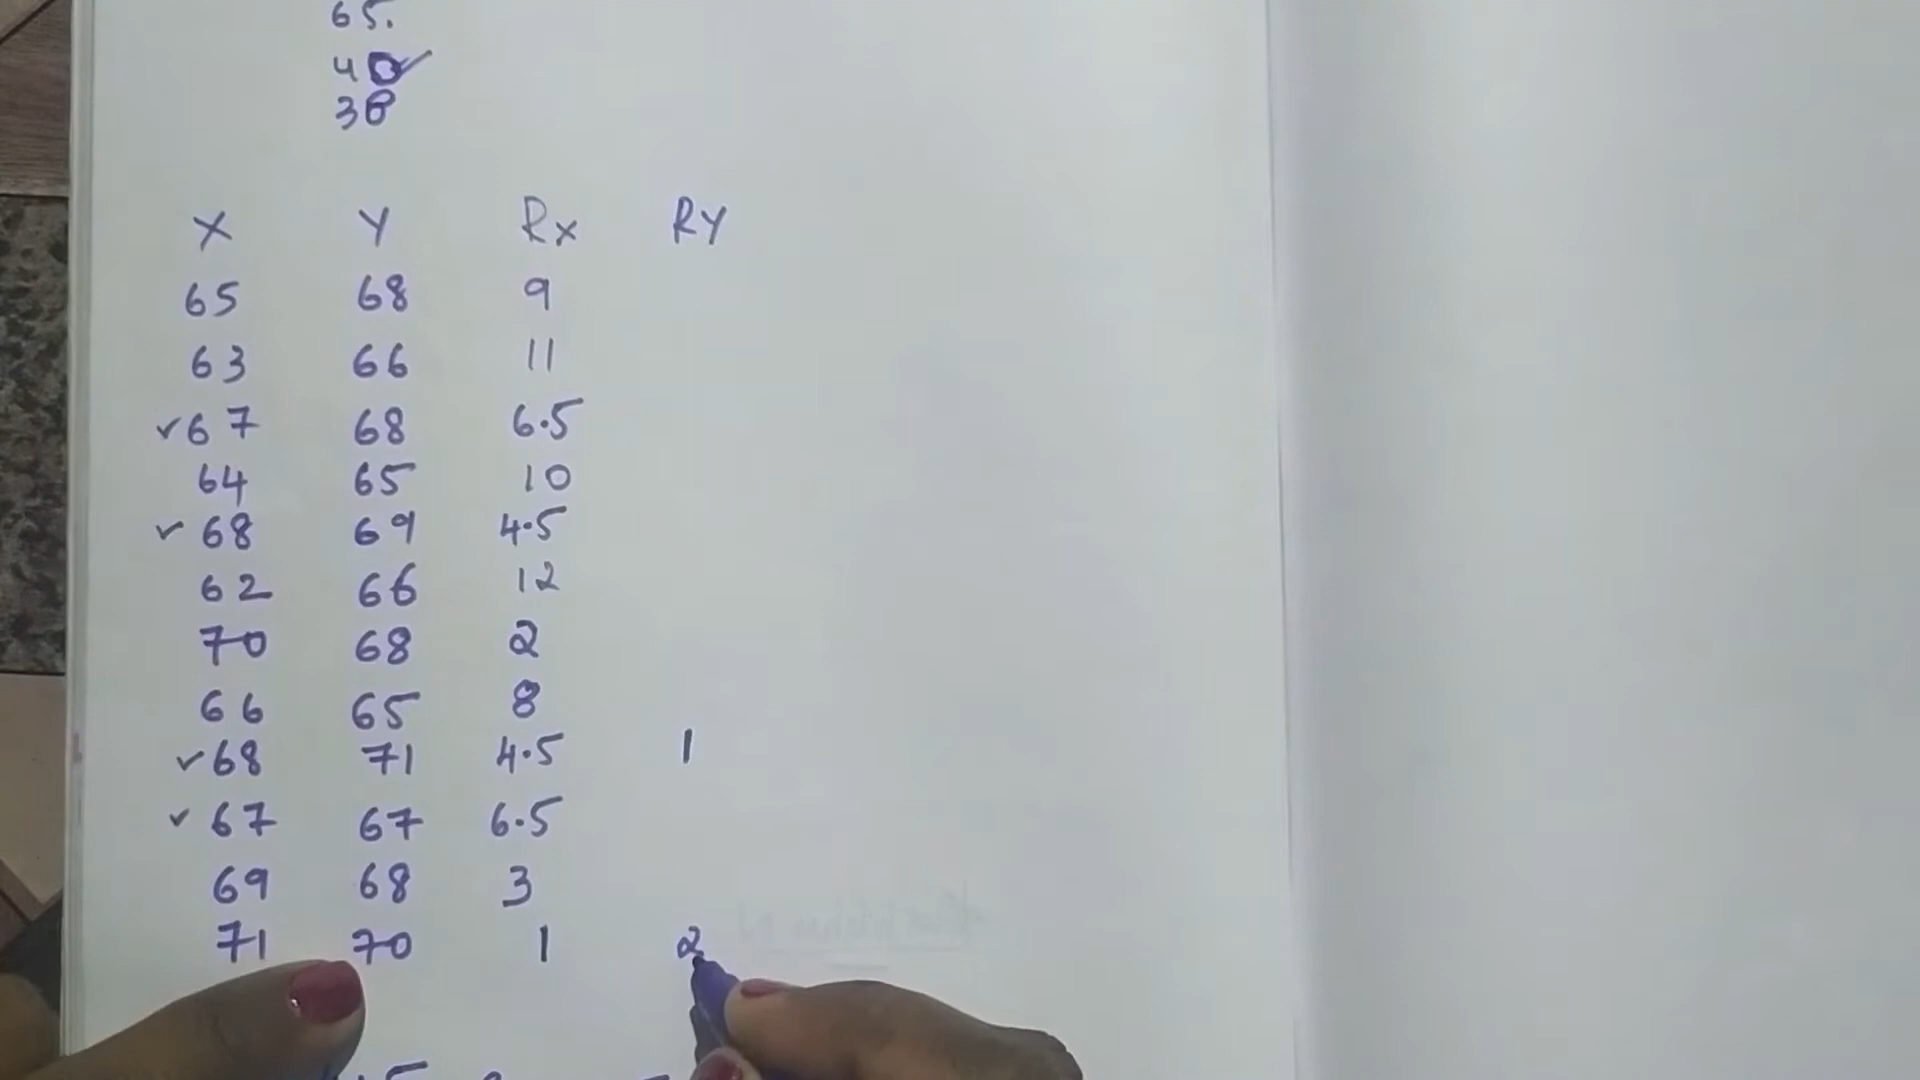 65.
40
38
X Y Rx RY
65 68 9
63 66 11
67 68 6.5
64 65 10
68 69 4.5
62 66 12
70 68 2
66 65 8
68 71 4.5 1
67 67 6.5
69 68 3
71 70 1 2